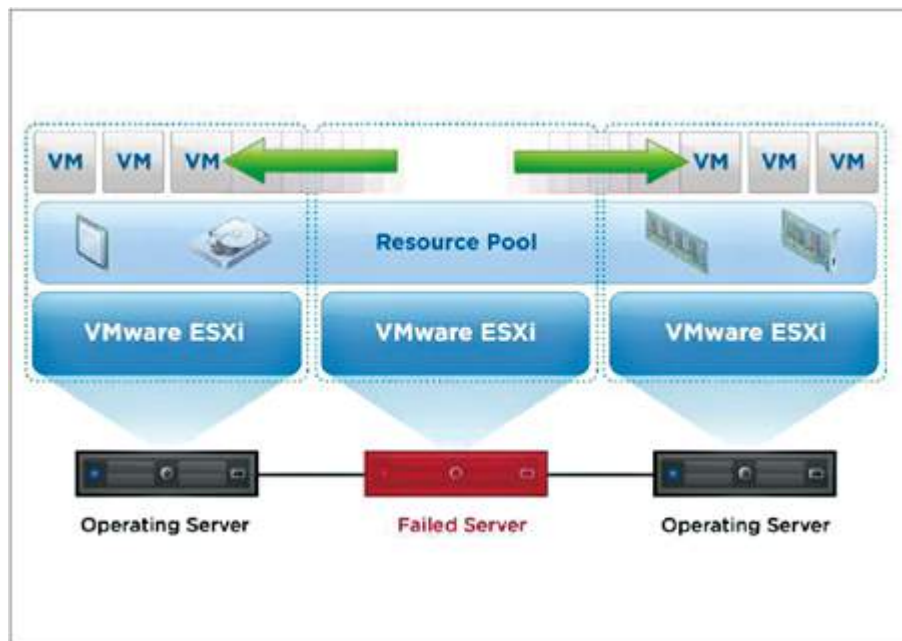 VM VM VM VM VM VM
Resource Pool
VMware ESXi VMware ESXi VMware ESXi
Operating Server Failed Server Operating Server